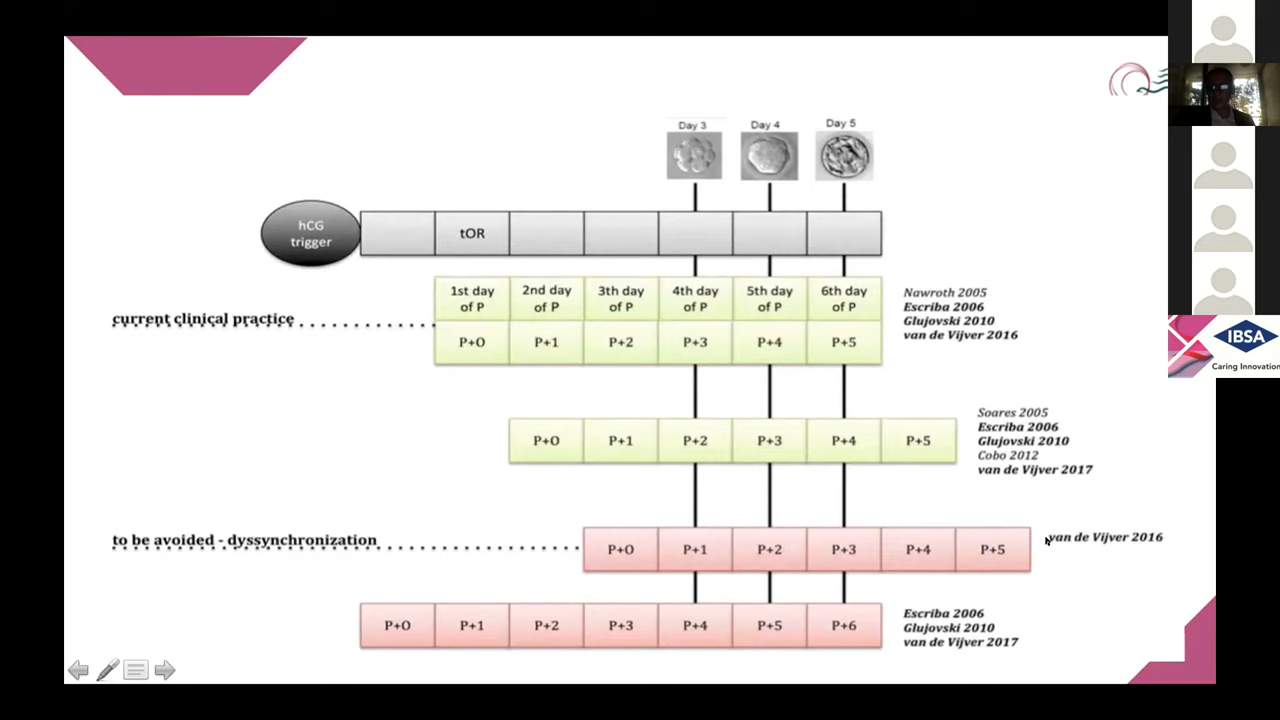 Day 3
Day 4
Day 5
hCG
trigger
tOR
1st day
of P
2nd day
of P
3th day
of P
4th day
of P
5th day
of P
6th day
of P
Nawroth 2005
Escriba 2006
Glujovski 2010
van de Vijver 2016
current clinical practice
P+O
P+1
P+2
P+3
P+4
P+5
IBSA
Caring Innovation
Soares 2005
Escriba 2006
Glujovski 2010
Cobo 2012
van de Vijver 2017
P+O
P+1
P+2
P+3
P+4
P+5
to be avoided - dyssynchronization
P+O
P+1
P+2
P+3
P+4
P+5
van de Vijver 2016
P+O
P+1
P+2
P+3
P+4
P+5
P+6
Escriba 2006
Glujovski 2010
van de Vijver 2017